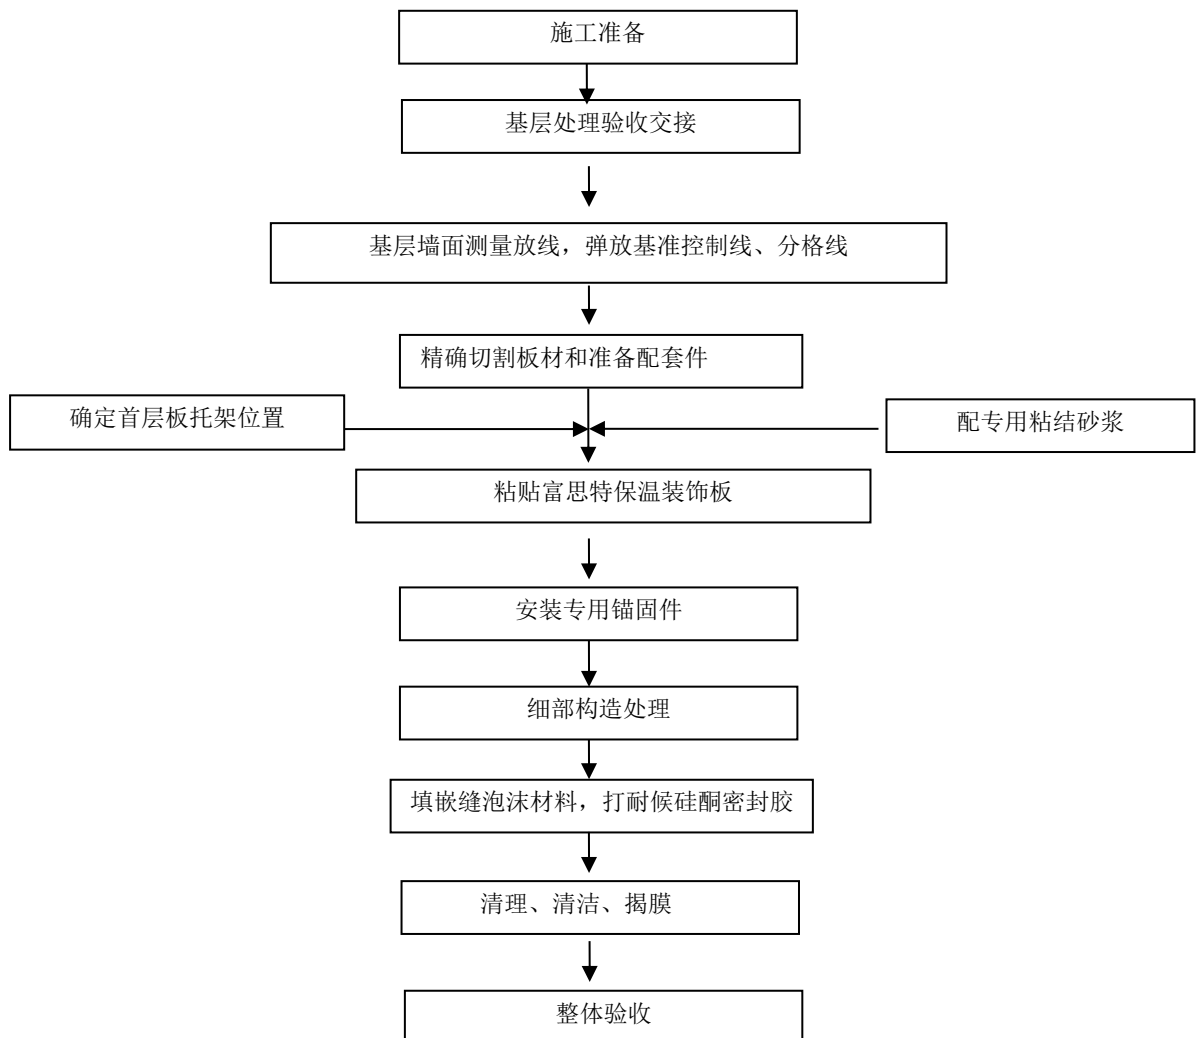 施工准备
基层处理验收交接
基层墙面测量放线，弹放基准控制线、分格线
精确切割板材和准备配套件
确定首层板托架位置
配专用粘结砂浆
粘贴富思特保温装饰板
安装专用锚固件
细部构造处理
填嵌缝泡沫材料，打耐候硅酮密封胶
清理、清洁、揭膜
整体验收